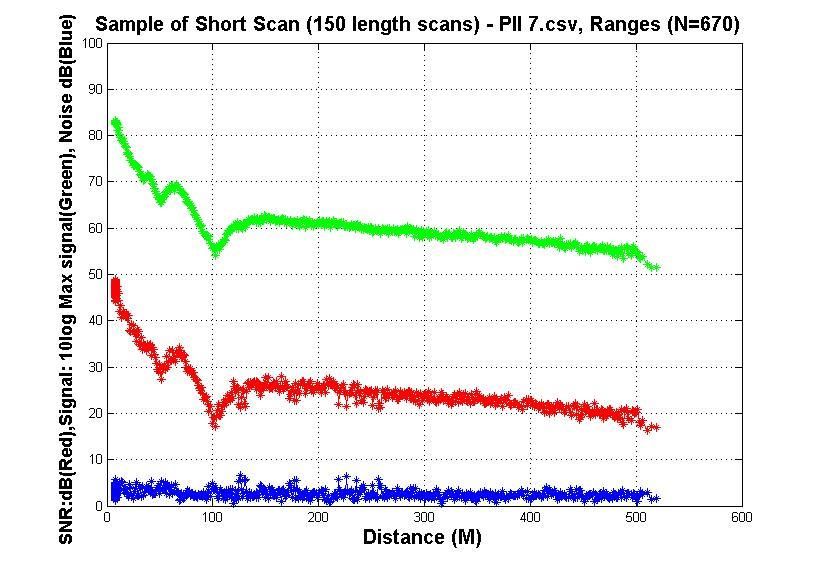 Sample of Short Scan (150 length scans) - PII 7.csv, Ranges (N=670)
SNR:dB(Red),Signal: 10log Max signal(Green), Noise dB(Blue)
100
90
80
70
60
50
40
30
20
10
0
0 100 200 300 400 500 600
Distance (M)